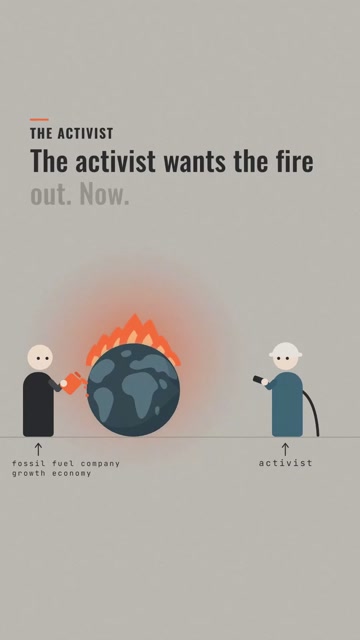 THE ACTIVIST
The activist wants the fire
out. Now.
fossil fuel company
growth economy
activist